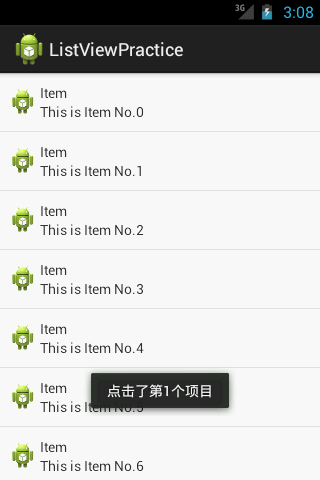 3G 3:08
ListViewPractice
Item
This is Item No.0
Item
This is Item No.1
Item
This is Item No.2
Item
This is Item No.3
Item
This is Item No.4
Item
点击了第1个项目
This is Item No.5
Item
This is Item No.6